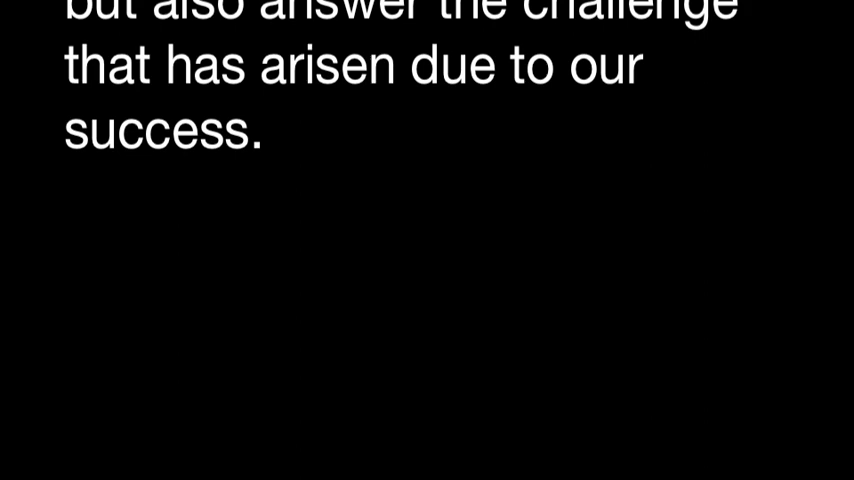 but also answer the challenge
that has arisen due to our
success.